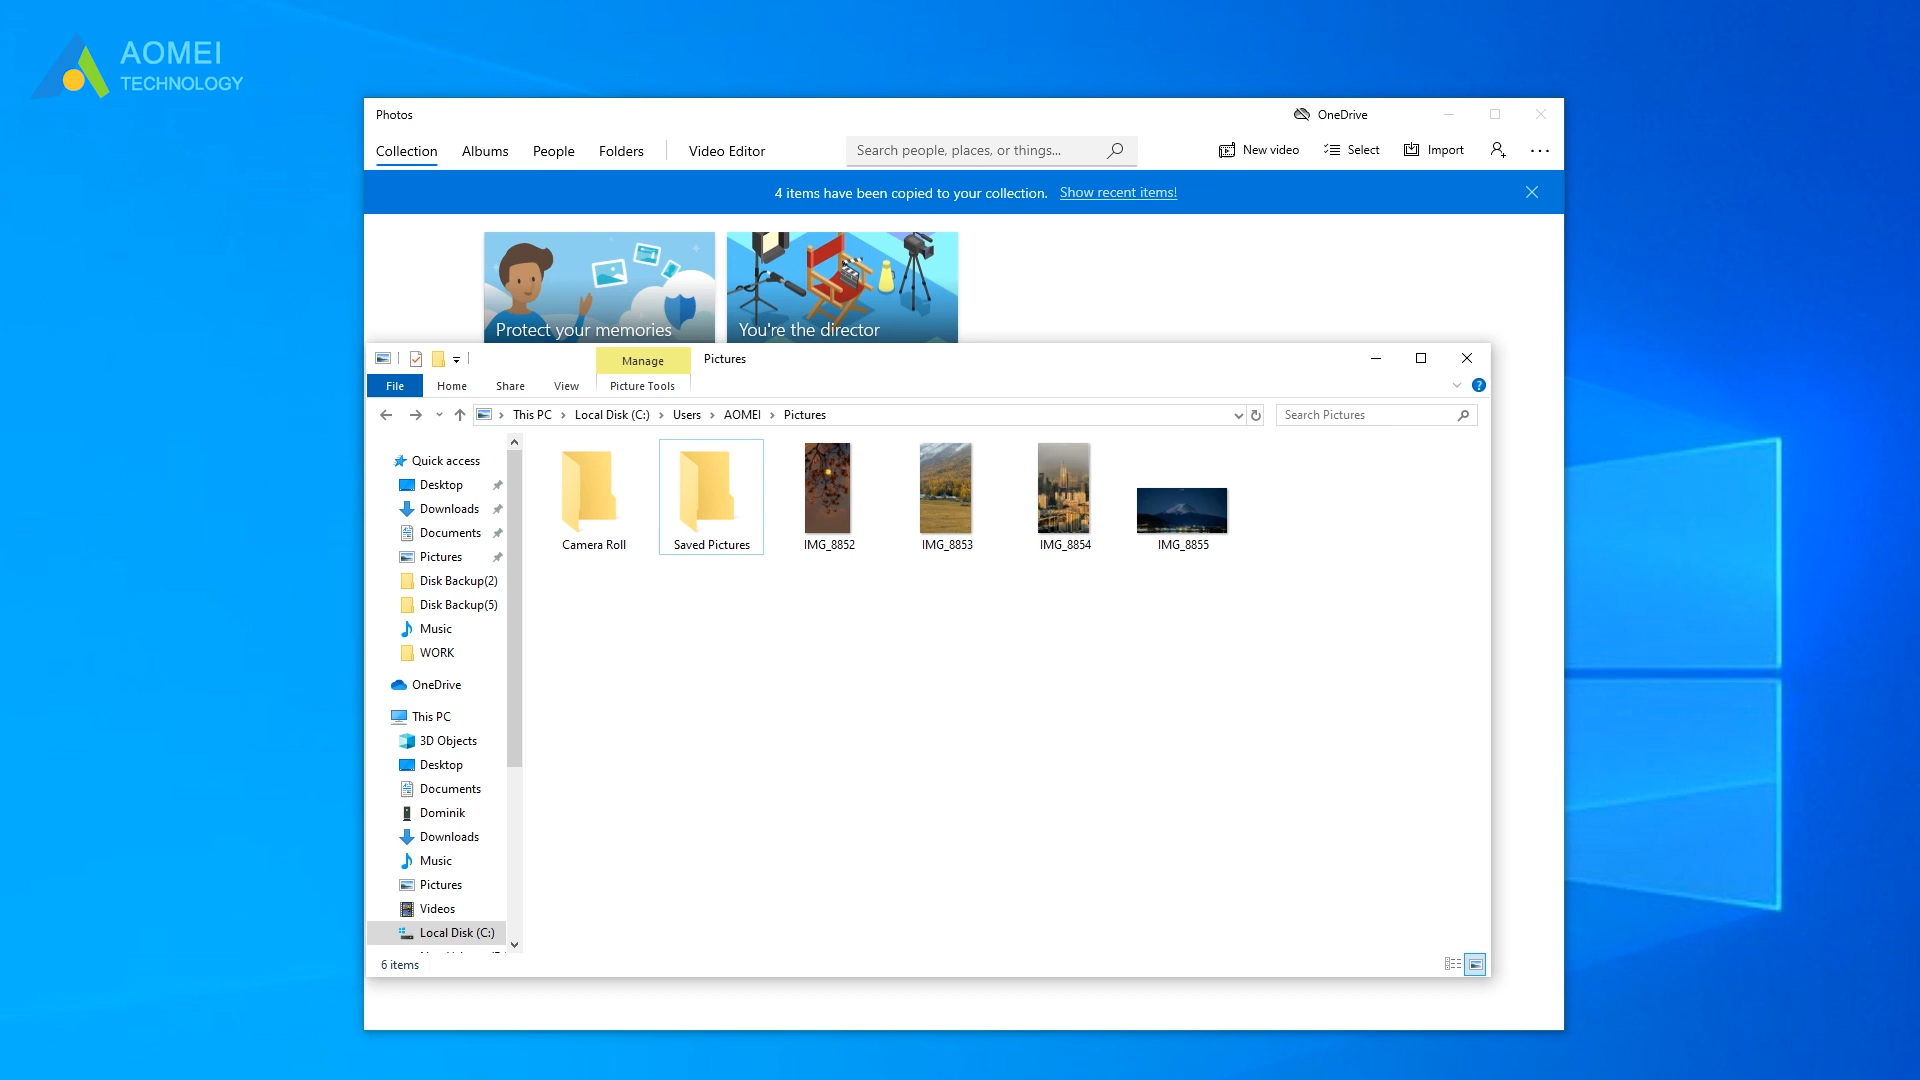 AOMEI
TECHNOLOGY
Photos
OneDrive
Collection
Albums
People
Folders
Video Editor
Search people, places, or things...
New video
Select
Import
4 items have been copied to your collection. Show recent items!
Protect your memories
You're the director
Manage
Pictures
File
Home
Share
View
Picture Tools
This PC
Local Disk (C:)
Users
AOMEI
Pictures
Search Pictures
Quick access
Desktop
Downloads
Documents
Pictures
Disk Backup(2)
Disk Backup(5)
Music
WORK
OneDrive
This PC
3D Objects
Desktop
Documents
Dominik
Downloads
Music
Pictures
Videos
Local Disk (C:)
Camera Roll
Saved Pictures
IMG_8852
IMG_8853
IMG_8854
IMG_8855
6 items